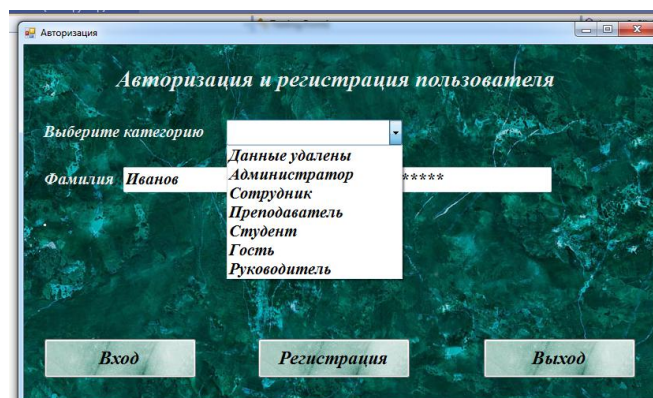 Авторизация
Авторизация и регистрация пользователя
Выберите категорию
Фамилия Иванов *****
Данные удалены
Администратор
Сотрудник
Преподаватель
Студент
Гость
Руководитель
Вход Регистрация Выход